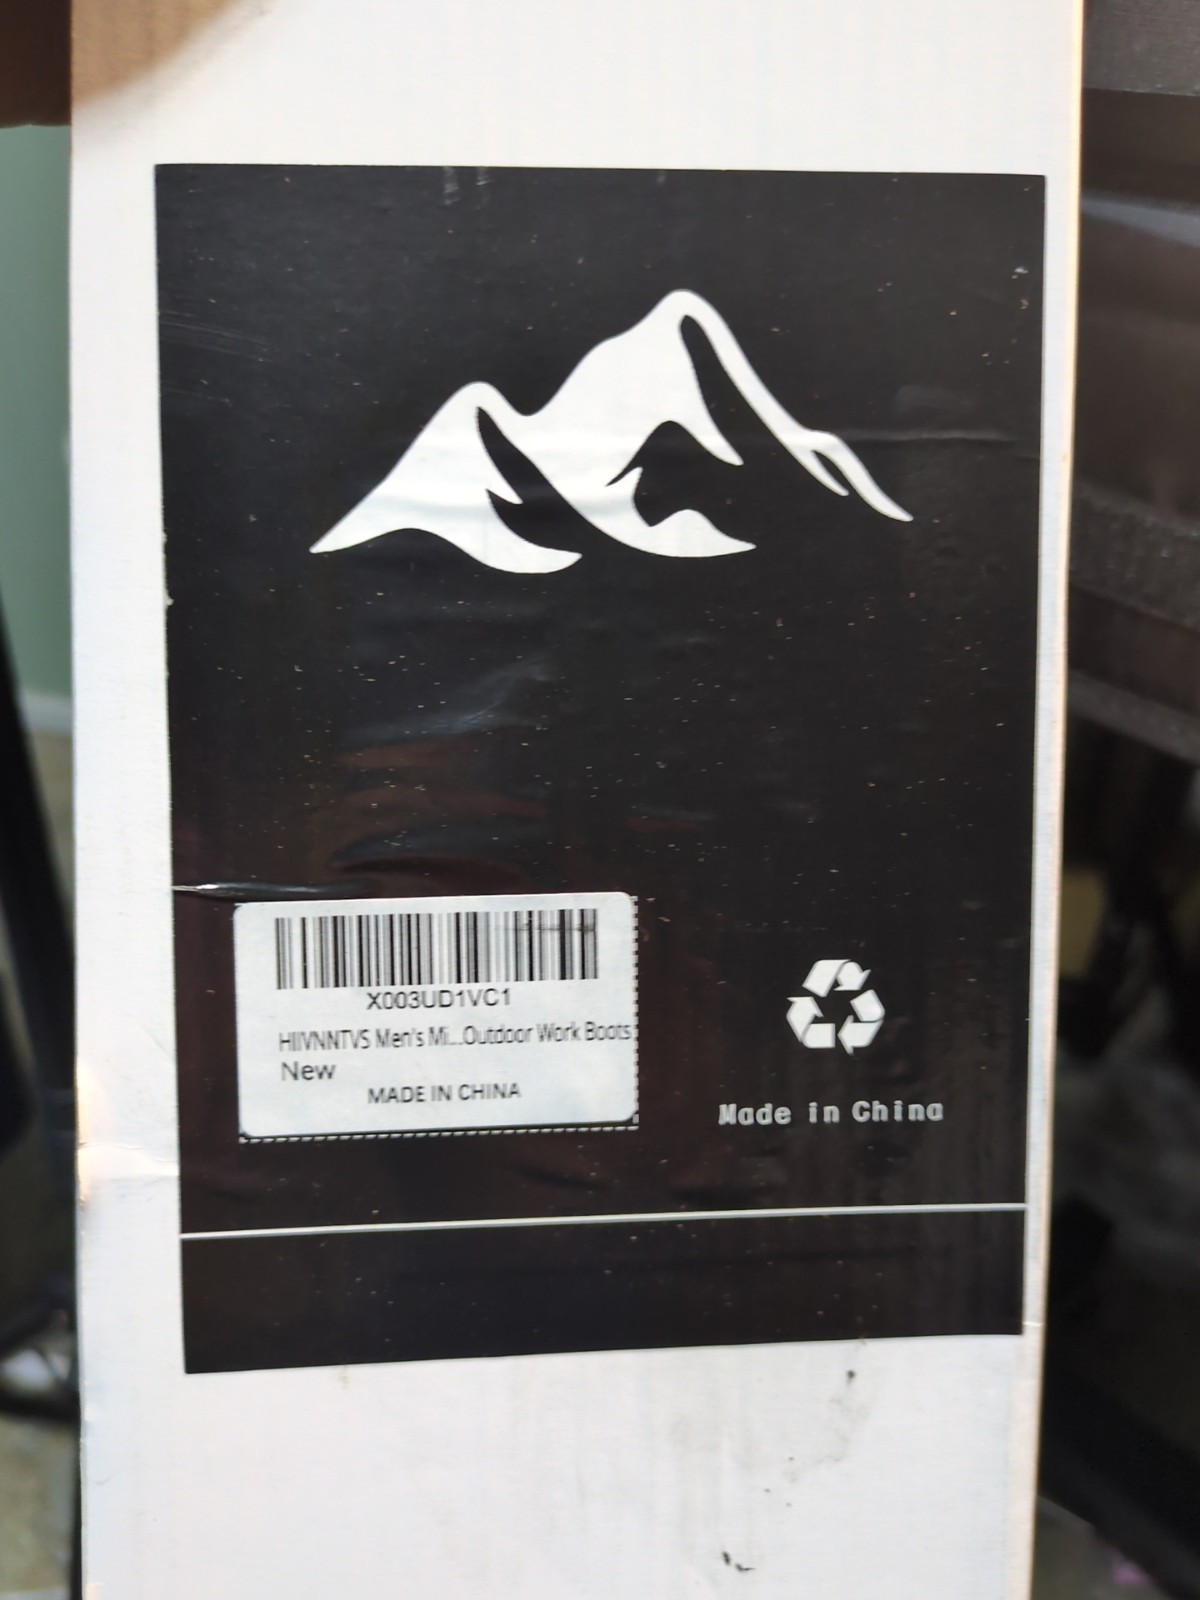 X003UD1VC1
HIIVNNTVS Men's Mi...Outdoor Work Boots
New
MADE IN CHINA
Made in China